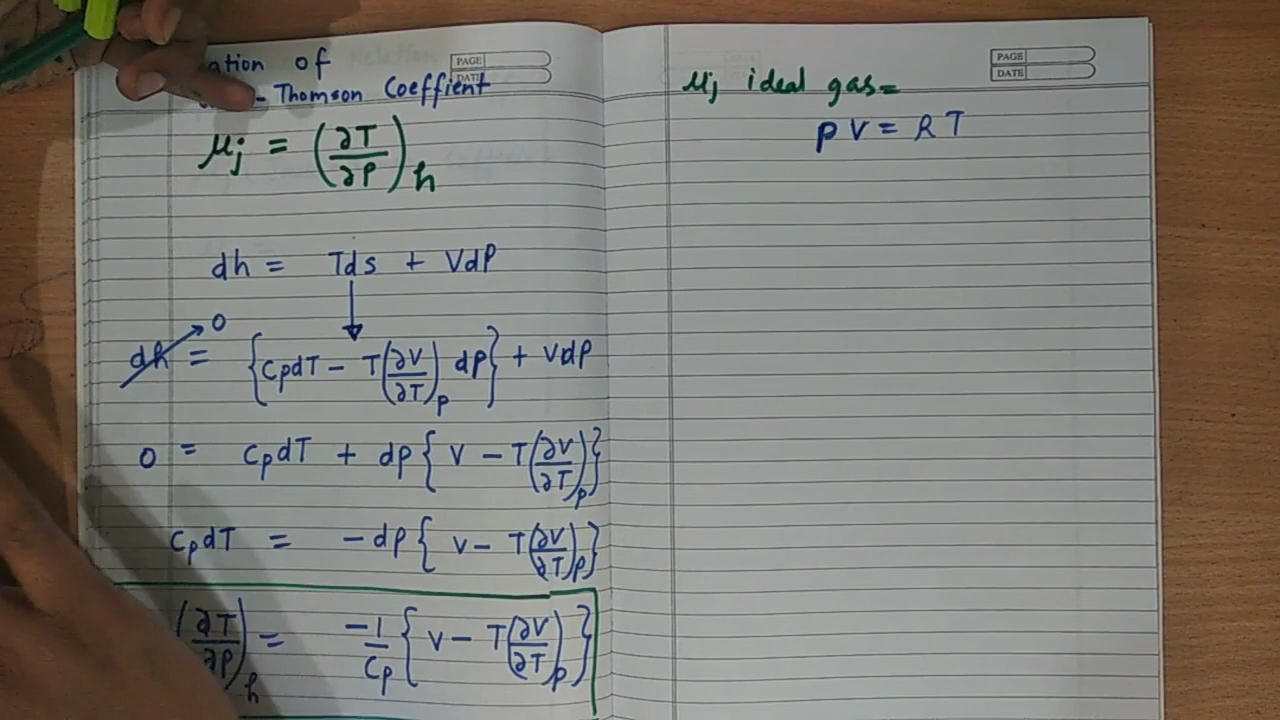 ation of
- Thomson Coeffient
PAGE
DATE
μj = (∂T/∂P)h
dh = Tds + VdP
dh → 0 = {CpdT - T(∂V/∂T)p dp} + Vdp
0 = CpdT + dp{V - T(∂V/∂T)p}
CpdT = -dp{V - T(∂V/∂T)p}
(∂T/∂P)h = -1/Cp {V - T(∂V/∂T)p}
PAGE
DATE
μj ideal gas=
PV = RT